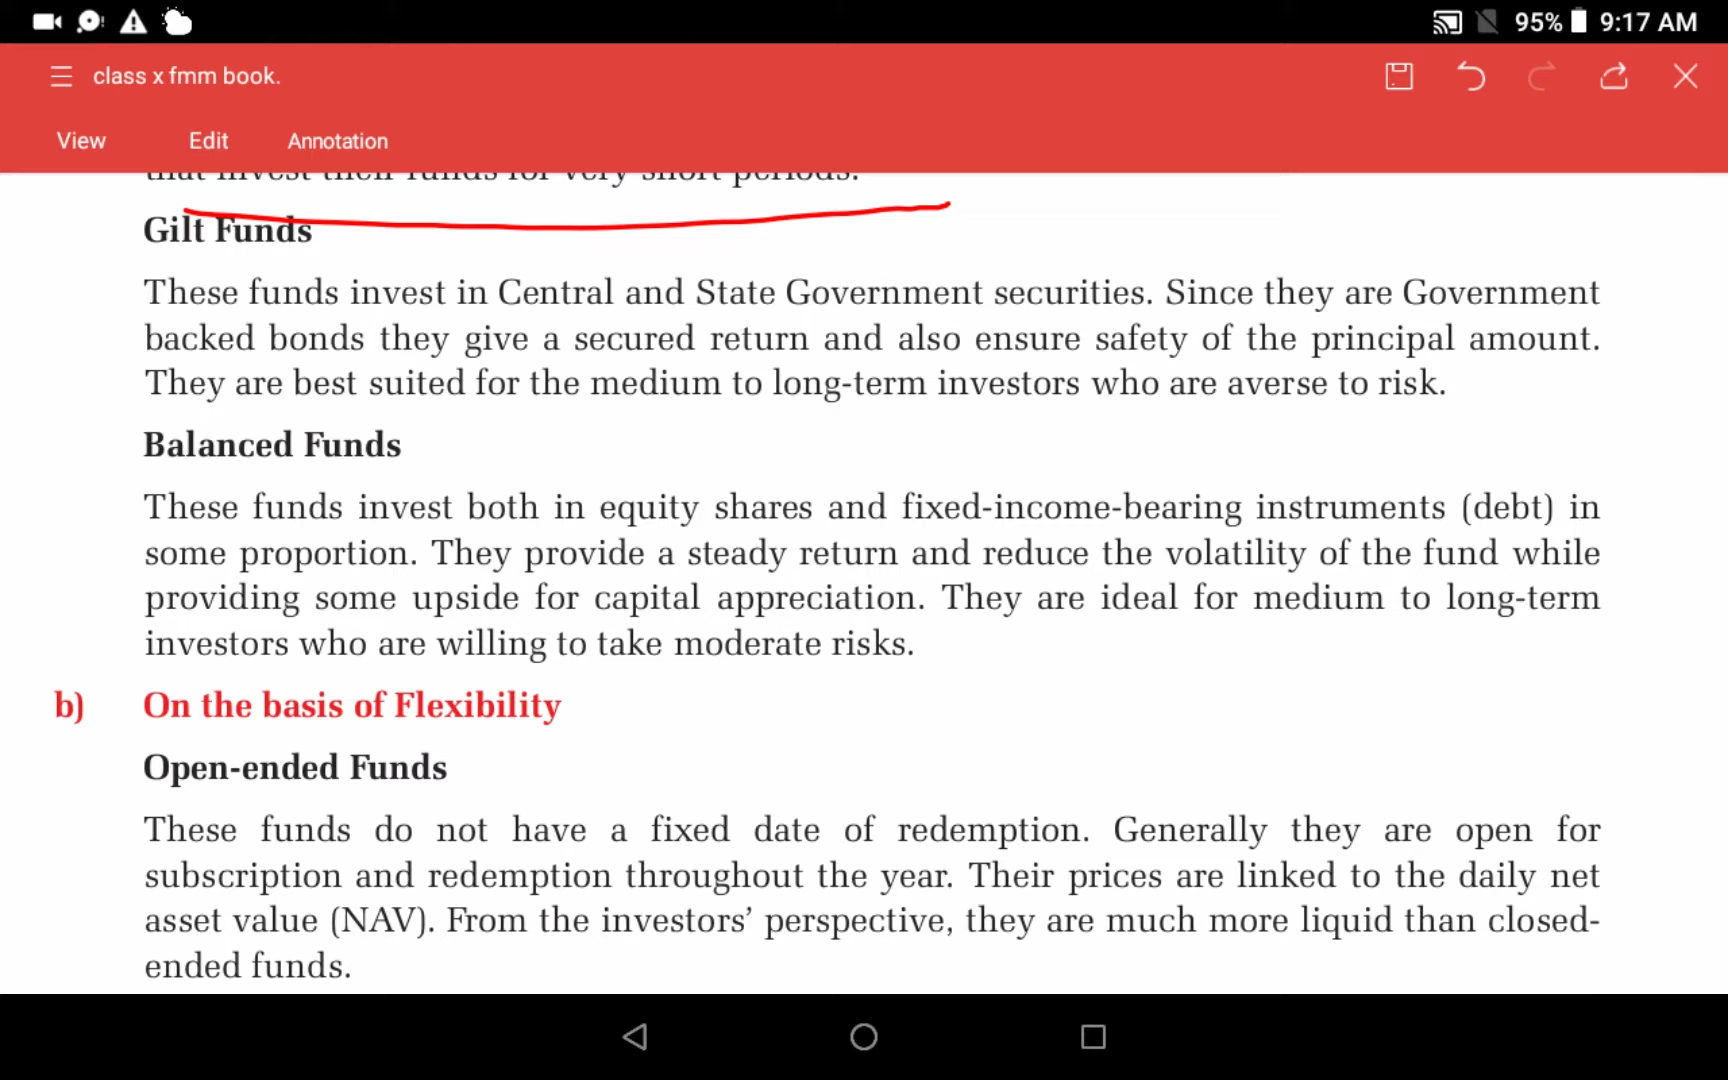 95% 9:17 AM
class x fmm book.
View Edit Annotation
that invest their funds for very short periods.
Gilt Funds
These funds invest in Central and State Government securities. Since they are Government
backed bonds they give a secured return and also ensure safety of the principal amount.
They are best suited for the medium to long-term investors who are averse to risk.
Balanced Funds
These funds invest both in equity shares and fixed-income-bearing instruments (debt) in
some proportion. They provide a steady return and reduce the volatility of the fund while
providing some upside for capital appreciation. They are ideal for medium to long-term
investors who are willing to take moderate risks.
b) On the basis of Flexibility
Open-ended Funds
These funds do not have a fixed date of redemption. Generally they are open for
subscription and redemption throughout the year. Their prices are linked to the daily net
asset value (NAV). From the investors’ perspective, they are much more liquid than closed-
ended funds.